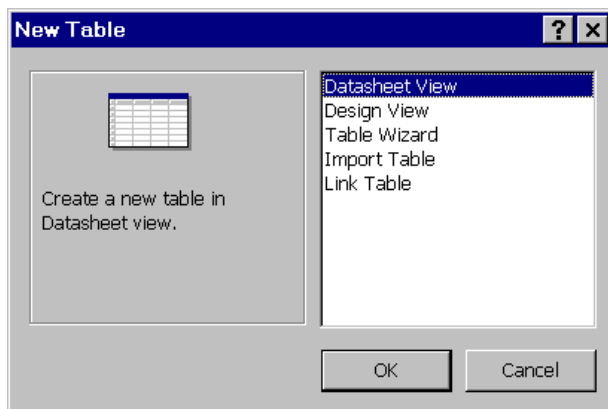 New Table
Create a new table in
Datasheet view.
Datasheet View
Design View
Table Wizard
Import Table
Link Table
OK
Cancel